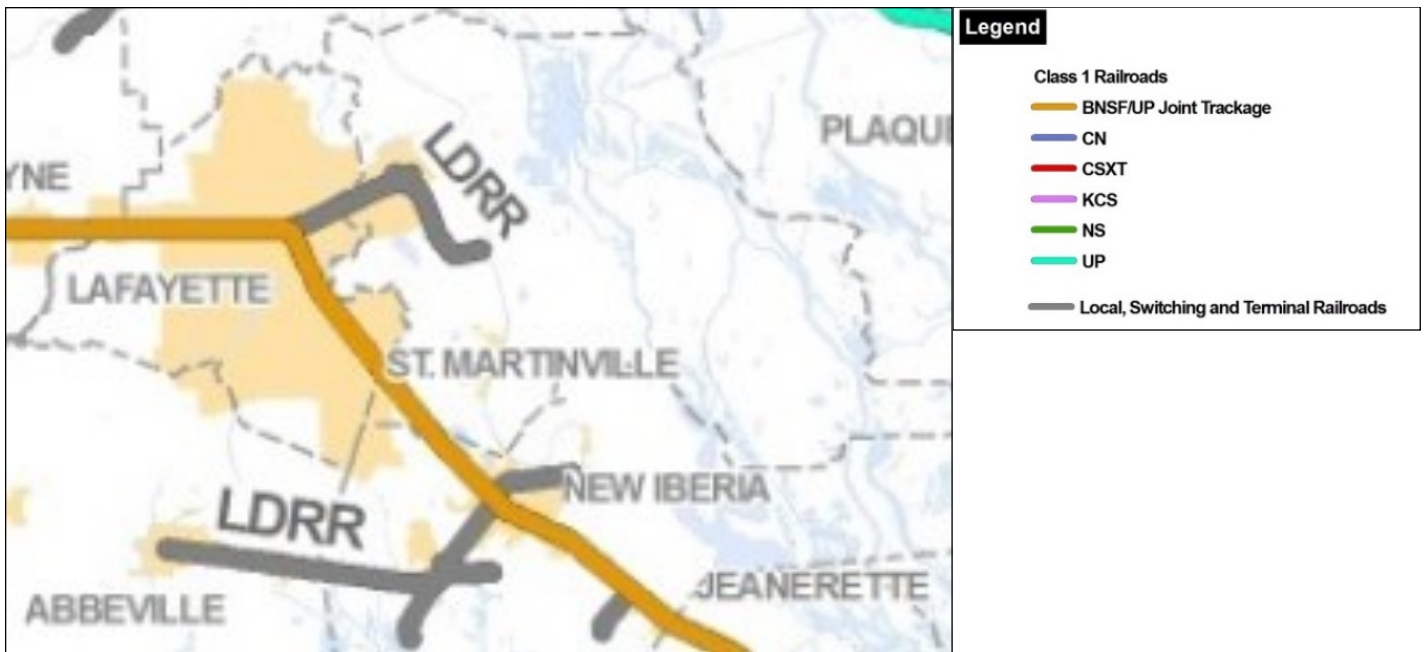 Legend
Class 1 Railroads
BNSF/UP Joint Trackage
CN
CSXT
KCS
NS
UP
Local, Switching and Terminal Railroads
PLAQUE
YNE
LDRR
LAFAYETTE
ST. MARTINVILLE
NEW IBERIA
LDRR
JEANERETTE
ABBEVILLE